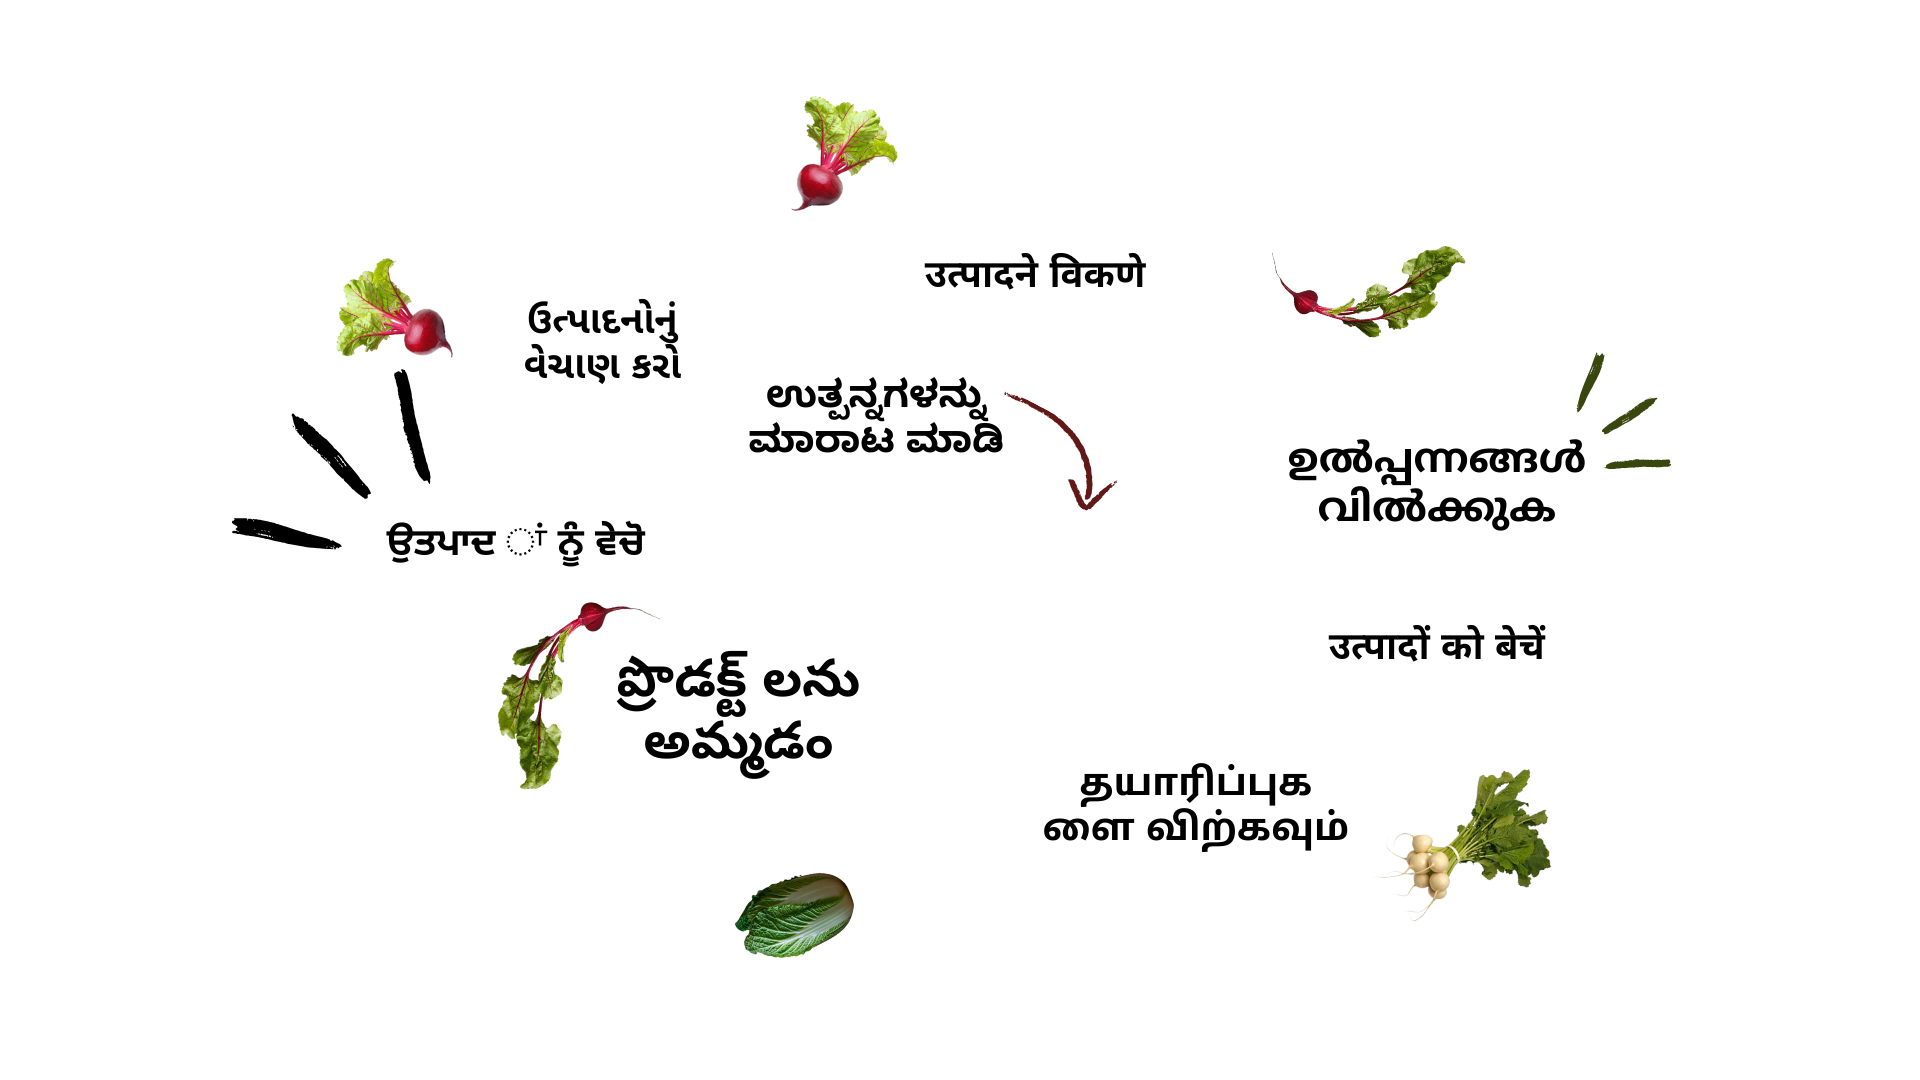 उत्पादने विकणे
ઉત્પાદનોનું
વેચાણ કરો
ಉತ್ಪನ್ನಗಳನ್ನು
ಮಾರಾಟ ಮಾಡಿ
ഉൽപ്പന്നങ്ങൾ
വിൽക്കുക
ਉਤਪਾਦ ਾਂ ਨੂੰ ਵੇਚੋ
उत्पादों को बेचें
ప్రొడక్ట్ లను
అమ్మడం
தயாரிப்புக
ளை விற்கவும்